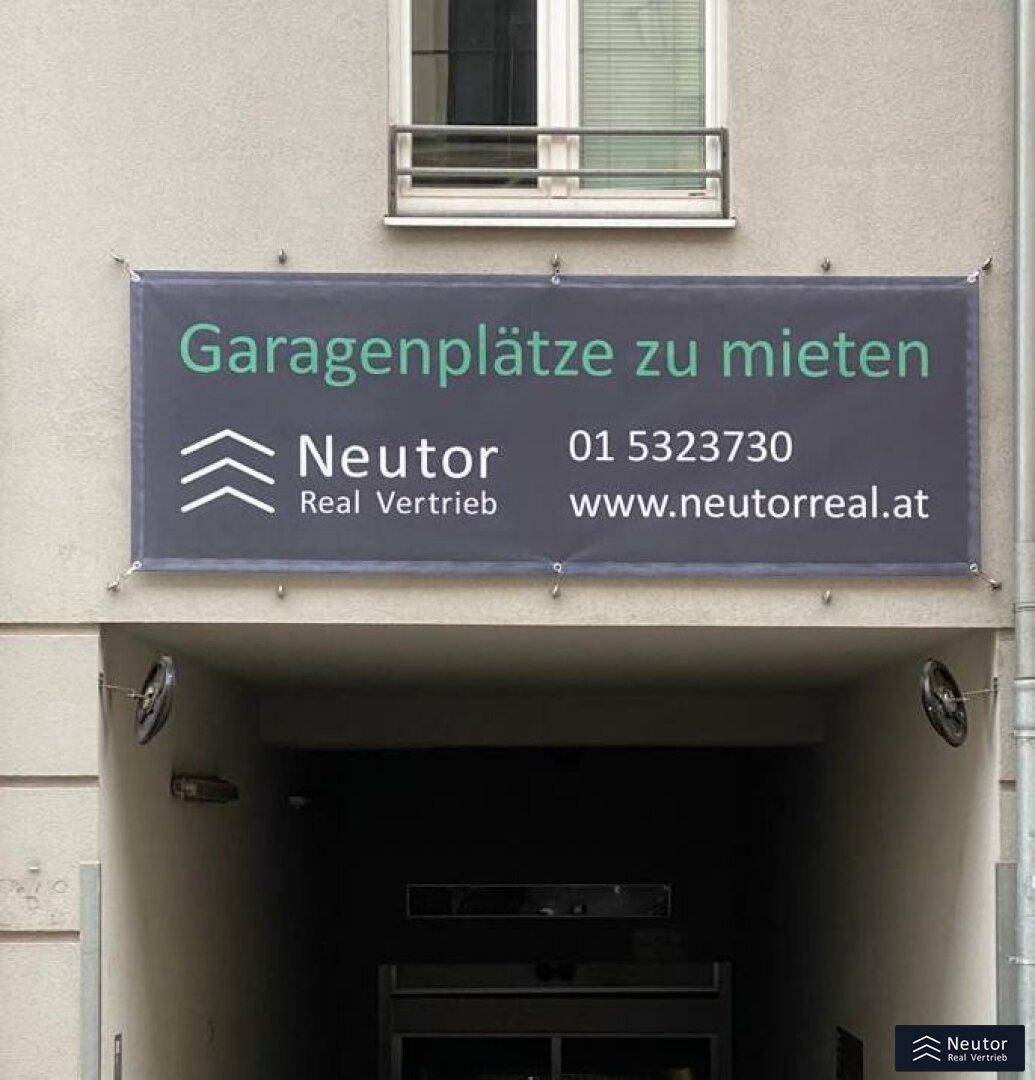 Garagenplätze zu mieten
Neutor
Real Vertrieb
01 5323730
www.neutorreal.at
Neutor
Real Vertrieb